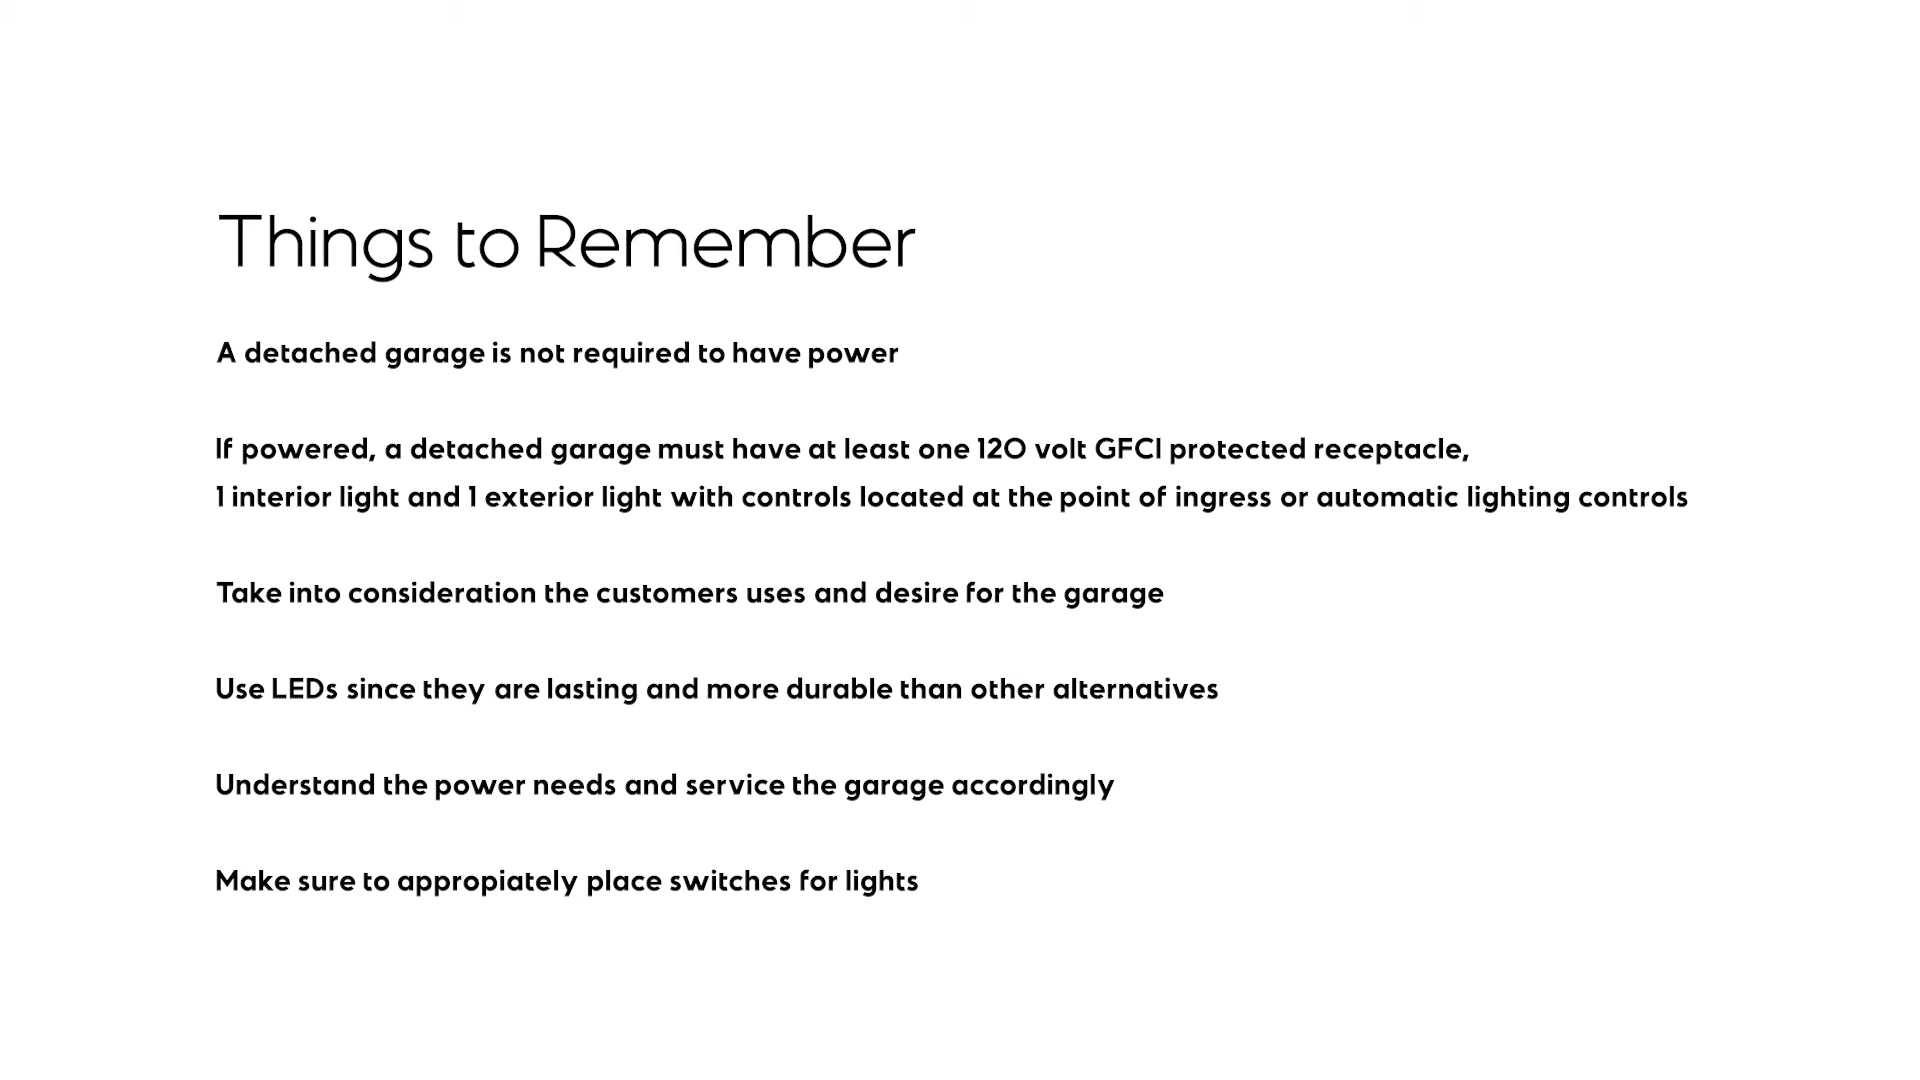 Things to Remember
A detached garage is not required to have power
If powered, a detached garage must have at least one 120 volt GFCI protected receptacle,
1 interior light and 1 exterior light with controls located at the point of ingress or automatic lighting controls
Take into consideration the customers uses and desire for the garage
Use LEDs since they are lasting and more durable than other alternatives
Understand the power needs and service the garage accordingly
Make sure to appropiately place switches for lights